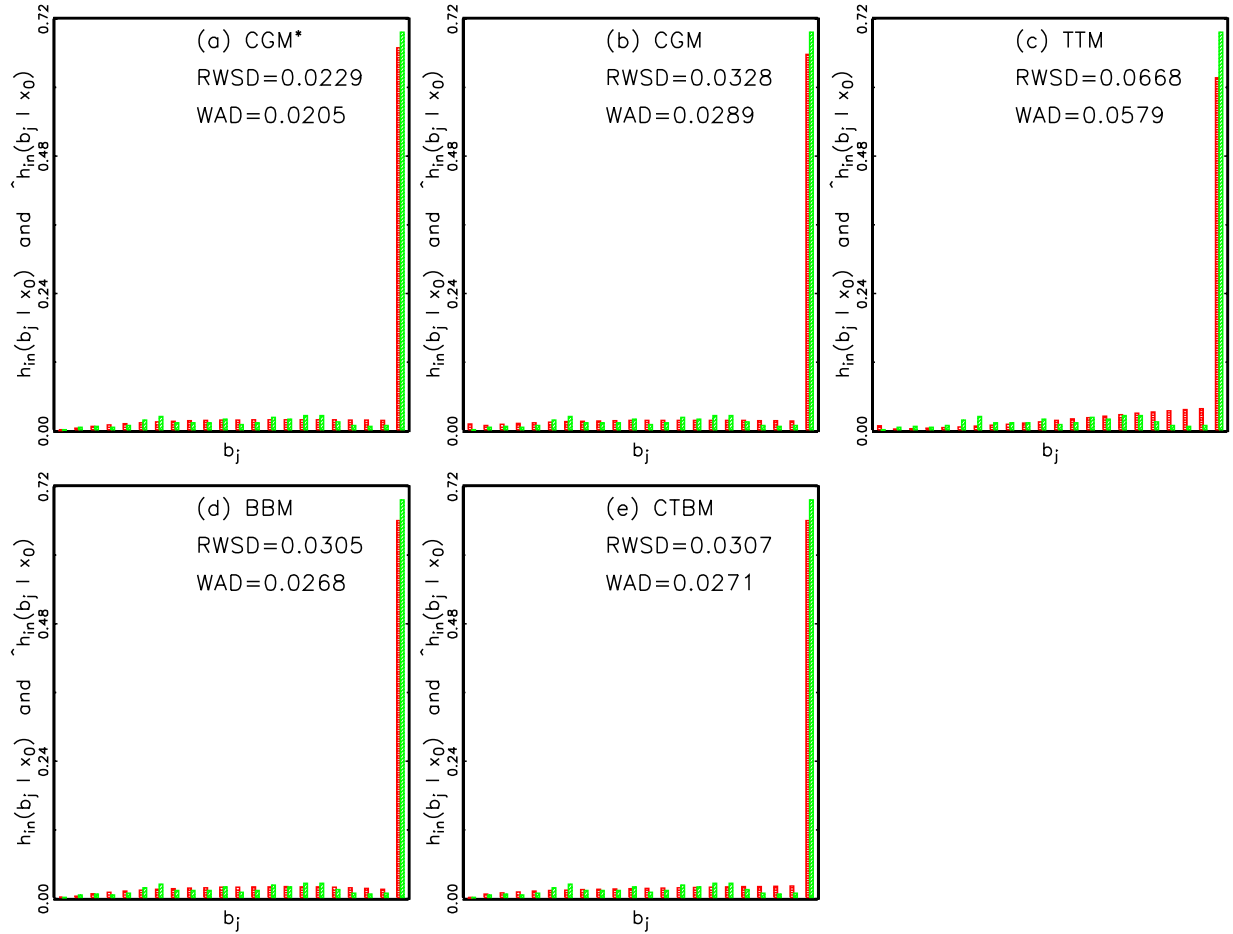 (a) CGM*
RWSD=0.0229
WAD=0.0205
0.72
0.48
0.24
0.00
h_in(b_j | x_0) and ^h_in(b_j | x_0)
b_j
(b) CGM
RWSD=0.0328
WAD=0.0289
0.72
0.48
0.24
0.00
h_in(b_j | x_0) and ^h_in(b_j | x_0)
b_j
(c) TTM
RWSD=0.0668
WAD=0.0579
0.72
0.48
0.24
0.00
h_in(b_j | x_0) and ^h_in(b_j | x_0)
b_j
(d) BBM
RWSD=0.0305
WAD=0.0268
0.72
0.48
0.24
0.00
h_in(b_j | x_0) and ^h_in(b_j | x_0)
b_j
(e) CTBM
RWSD=0.0307
WAD=0.0271
0.72
0.48
0.24
0.00
h_in(b_j | x_0) and ^h_in(b_j | x_0)
b_j